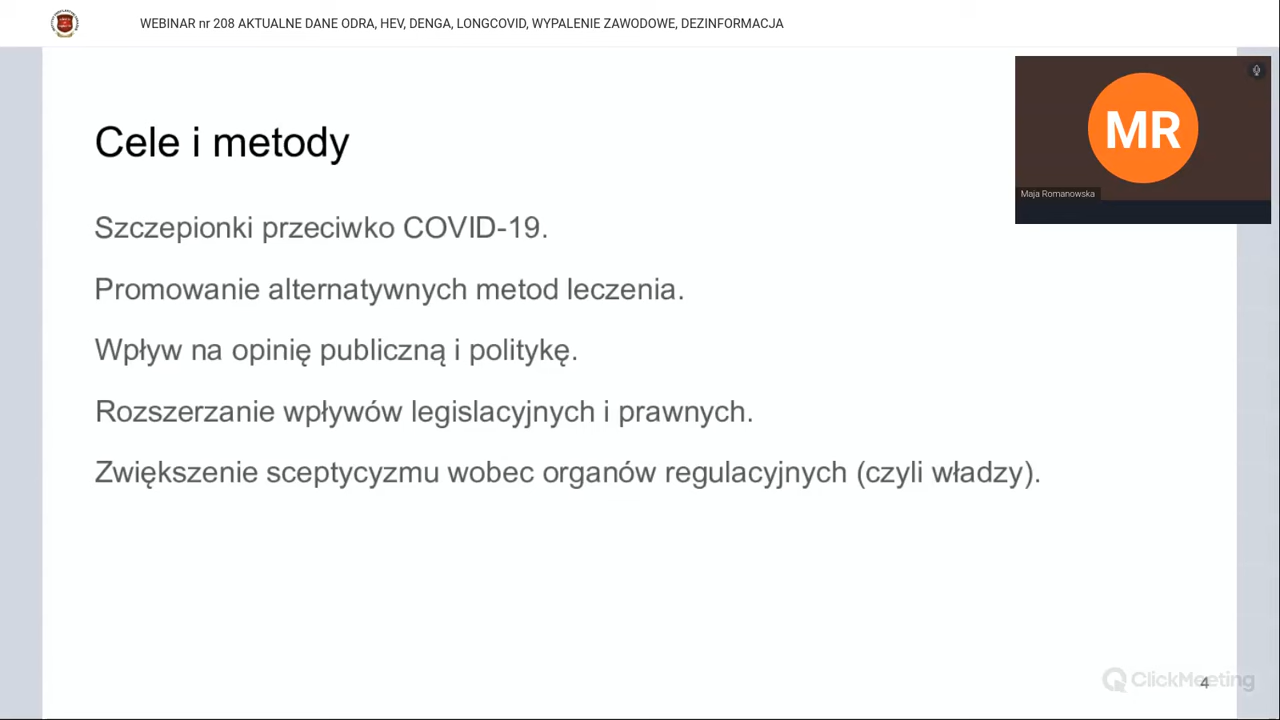 WEBINAR nr 208 AKTUALNE DANE ODRA, HEV, DENGA, LONGCOVID, WYPALENIE ZAWODOWE, DEZINFORMACJA
MR
Maja Romanowska
Cele i metody
Szczepionki przeciwko COVID-19.
Promowanie alternatywnych metod leczenia.
Wpływ na opinię publiczną i politykę.
Rozszerzanie wpływów legislacyjnych i prawnych.
Zwiększenie sceptycyzmu wobec organów regulacyjnych (czyli władzy).
ClickMeeting
4